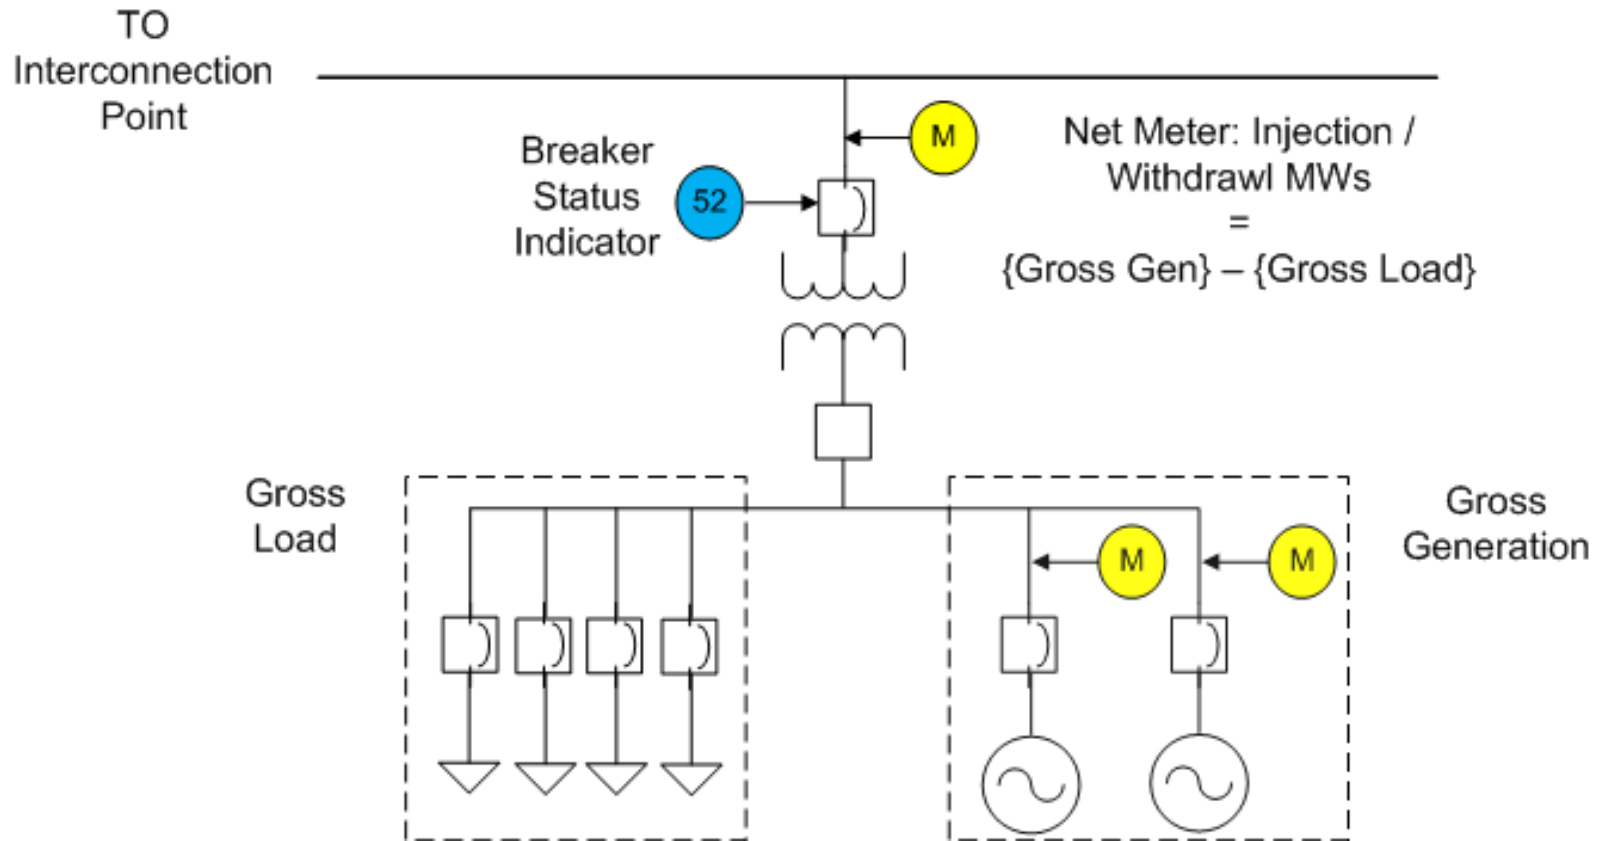 TO
Interconnection
Point
Breaker
Status
Indicator
52
M
Net Meter: Injection /
Withdrawl MWs
=
{Gross Gen} – {Gross Load}
Gross
Load
M
M
Gross
Generation